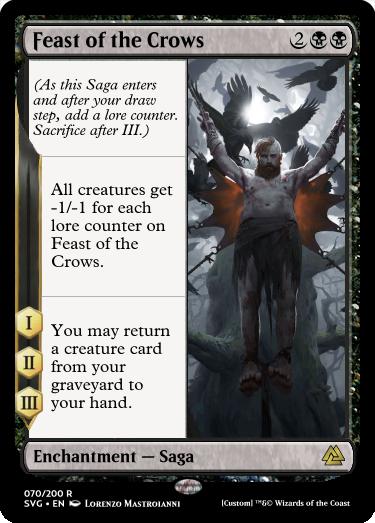 Feast of the Crows 2
(As this Saga enters
and after your draw
step, add a lore counter.
Sacrifice after III.)
All creatures get
-1/-1 for each
lore counter on
Feast of the
Crows.
I
II
III
You may return
a creature card
from your
graveyard to
your hand.
Enchantment — Saga
070/200 R
SVG • EN Lorenzo Mastroianni
[Custom] ™&© Wizards of the Coast